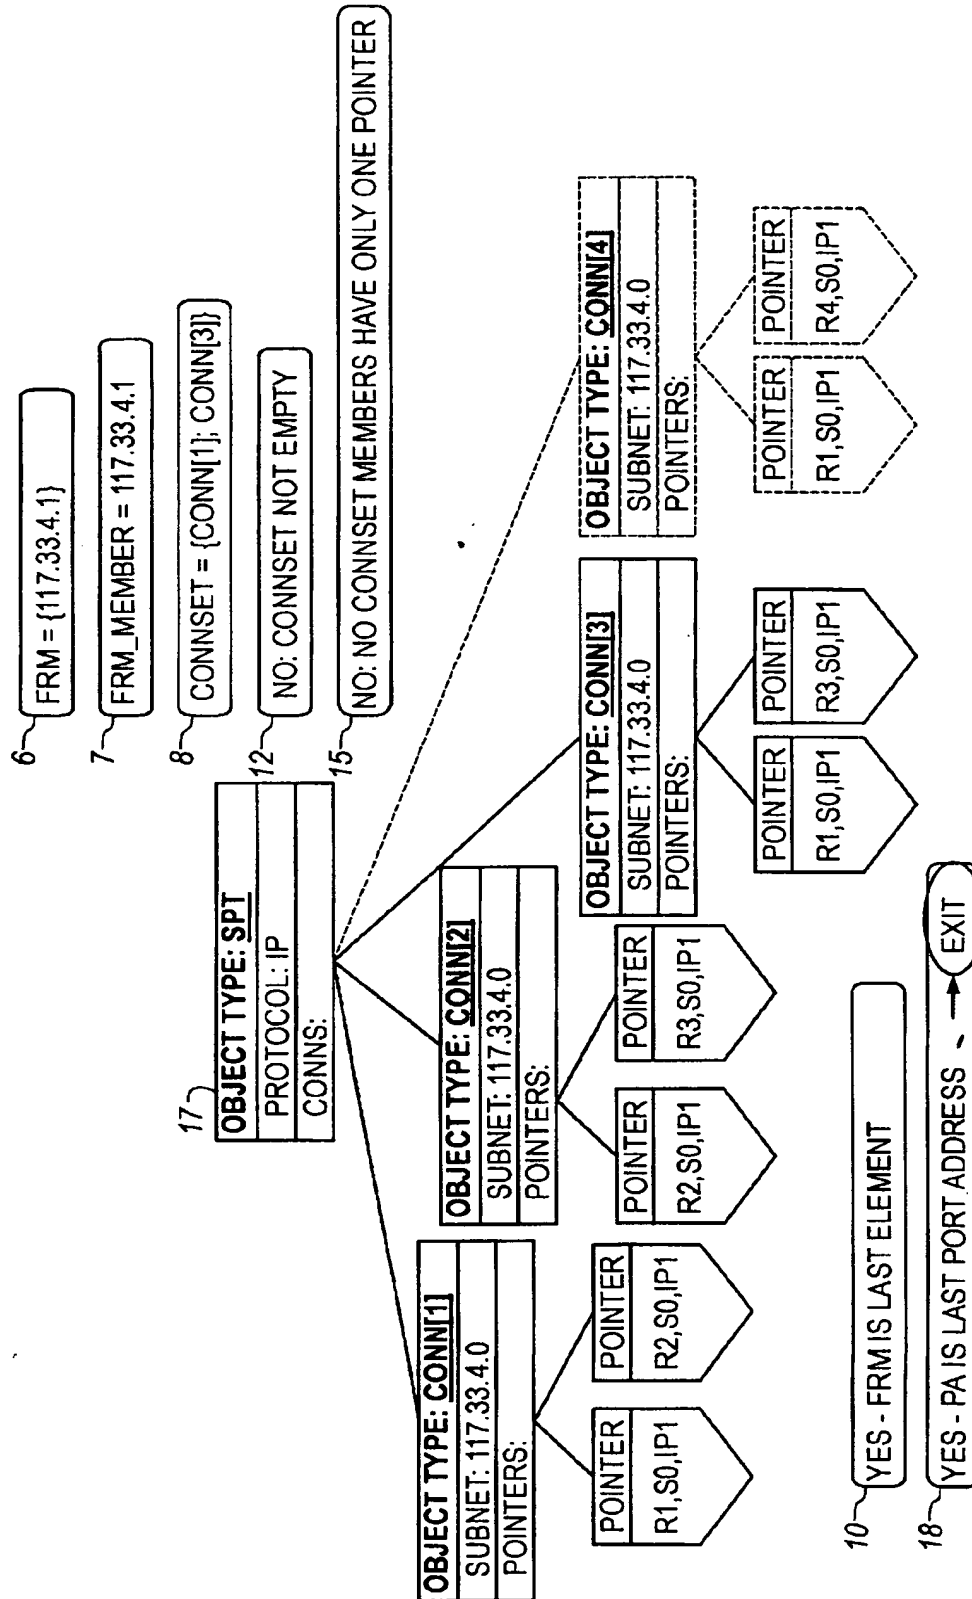 6
FRM = {117.33.4.1}
7
FRM_MEMBER = 117.33.4.1
8
CONNSET = {CONN[1]; CONN[3]}
12
NO: CONNSET NOT EMPTY
15
NO: NO CONNSET MEMBERS HAVE ONLY ONE POINTER
17
OBJECT TYPE: SPT
PROTOCOL: IP
CONNS:
OBJECT TYPE: CONN[1]
SUBNET: 117.33.4.0
POINTERS:
POINTER
R1,S0,IP1
POINTER
R2,S0,IP1
OBJECT TYPE: CONN[2]
SUBNET: 117.33.4.0
POINTERS:
POINTER
R2,S0,IP1
POINTER
R3,S0,IP1
OBJECT TYPE: CONN[3]
SUBNET: 117.33.4.0
POINTERS:
POINTER
R1,S0,IP1
POINTER
R3,S0,IP1
OBJECT TYPE: CONN[4]
SUBNET: 117.33.4.0
POINTERS:
POINTER
R1,S0,IP1
POINTER
R4,S0,IP1
10
YES - FRM IS LAST ELEMENT
18
YES - PA IS LAST PORT ADDRESS
EXIT